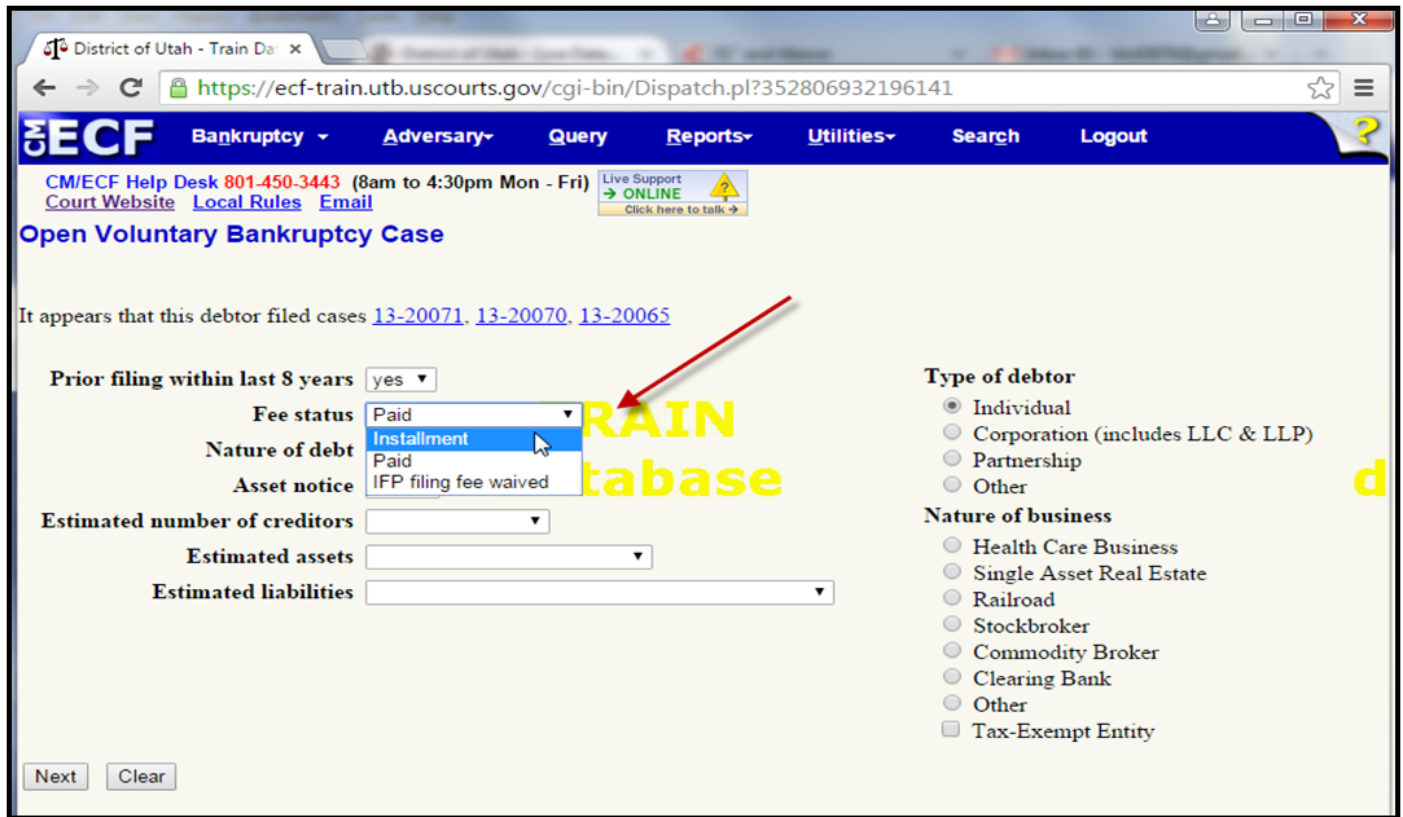 District of Utah - Train Da
https://ecf-train.utb.uscourts.gov/cgi-bin/Dispatch.pl?352806932196141
CM ECF Bankruptcy Adversary Query Reports Utilities Search Logout ?
CM/ECF Help Desk 801-450-3443 (8am to 4:30pm Mon - Fri)
Live Support
→ ONLINE
Click here to talk →
?
Court Website Local Rules Email
Open Voluntary Bankruptcy Case
It appears that this debtor filed cases 13-20071, 13-20070, 13-20065
Prior filing within last 8 years yes
Fee status Paid
Installment
Paid
IFP filing fee waived
Nature of debt
Asset notice
Estimated number of creditors
Estimated assets
Estimated liabilities
TRAIN
tabase
d
Type of debtor
Individual
Corporation (includes LLC & LLP)
Partnership
Other
Nature of business
Health Care Business
Single Asset Real Estate
Railroad
Stockbroker
Commodity Broker
Clearing Bank
Other
Tax-Exempt Entity
Next Clear